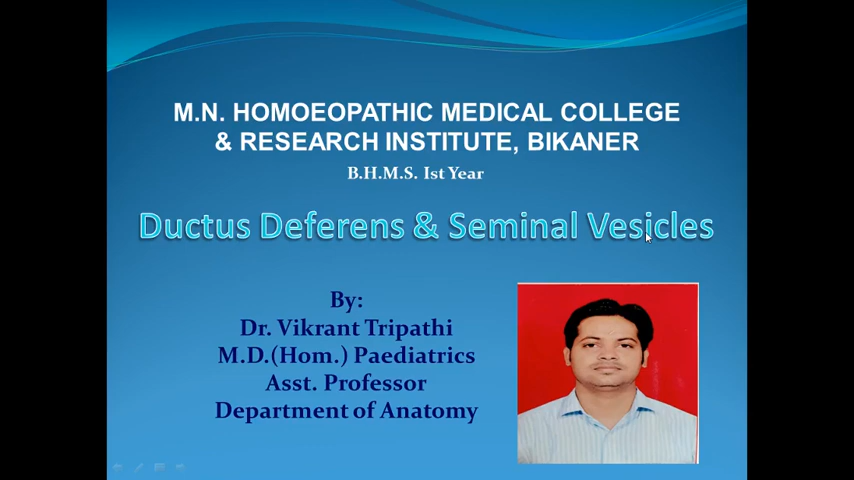 M.N. HOMOEOPATHIC MEDICAL COLLEGE
& RESEARCH INSTITUTE, BIKANER
B.H.M.S. Ist Year
Ductus Deferens & Seminal Vesicles
By:
Dr. Vikrant Tripathi
M.D.(Hom.) Paediatrics
Asst. Professor
Department of Anatomy